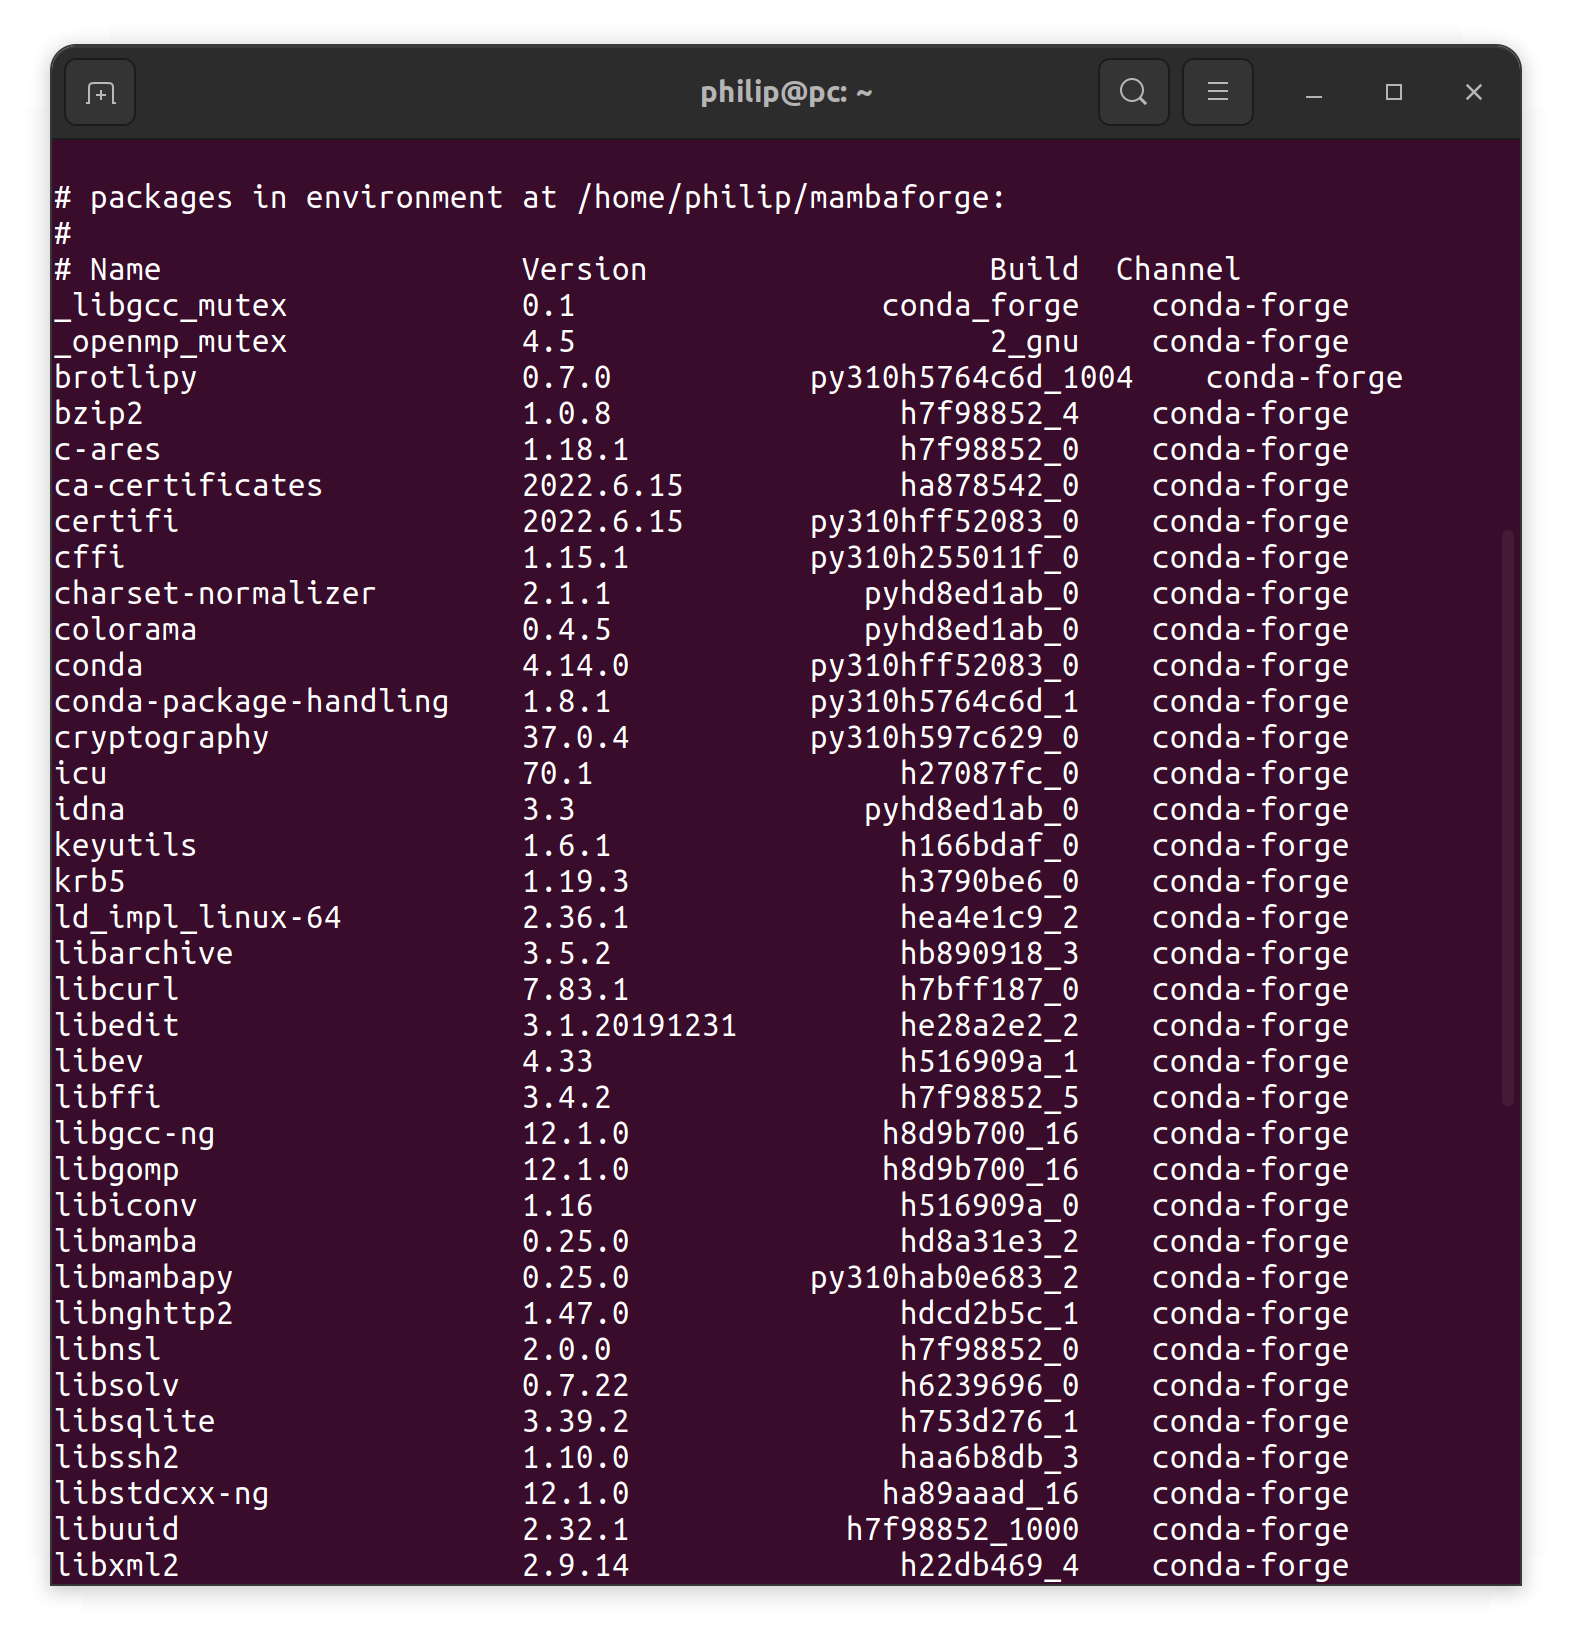 philip@pc: ~
# packages in environment at /home/philip/mambaforge:
#
# Name                    Version                   Build  Channel
_libgcc_mutex             0.1                 conda_forge    conda-forge
_openmp_mutex             4.5                       2_gnu    conda-forge
brotlipy                  0.7.0           py310h5764c6d_1004    conda-forge
bzip2                     1.0.8                h7f98852_4    conda-forge
c-ares                    1.18.1               h7f98852_0    conda-forge
ca-certificates           2022.6.15            ha878542_0    conda-forge
certifi                   2022.6.15       py310hff52083_0    conda-forge
cffi                      1.15.1          py310h255011f_0    conda-forge
charset-normalizer        2.1.1              pyhd8ed1ab_0    conda-forge
colorama                  0.4.5              pyhd8ed1ab_0    conda-forge
conda                     4.14.0          py310hff52083_0    conda-forge
conda-package-handling    1.8.1           py310h5764c6d_1    conda-forge
cryptography              37.0.4          py310h597c629_0    conda-forge
icu                       70.1                 h27087fc_0    conda-forge
idna                      3.3                pyhd8ed1ab_0    conda-forge
keyutils                  1.6.1                h166bdaf_0    conda-forge
krb5                      1.19.3               h3790be6_0    conda-forge
ld_impl_linux-64          2.36.1               hea4e1c9_2    conda-forge
libarchive                3.5.2                hb890918_3    conda-forge
libcurl                   7.83.1               h7bff187_0    conda-forge
libedit                   3.1.20191231         he28a2e2_2    conda-forge
libev                     4.33                 h516909a_1    conda-forge
libffi                    3.4.2                h7f98852_5    conda-forge
libgcc-ng                 12.1.0              h8d9b700_16    conda-forge
libgomp                   12.1.0              h8d9b700_16    conda-forge
libiconv                  1.16                 h516909a_0    conda-forge
libmamba                  0.25.0               hd8a31e3_2    conda-forge
libmambapy                0.25.0          py310hab0e683_2    conda-forge
libnghttp2                1.47.0               hdcd2b5c_1    conda-forge
libnsl                    2.0.0                h7f98852_0    conda-forge
libsolv                   0.7.22               h6239696_0    conda-forge
libsqlite                 3.39.2               h753d276_1    conda-forge
libssh2                   1.10.0               haa6b8db_3    conda-forge
libstdcxx-ng              12.1.0              ha89aaad_16    conda-forge
libuuid                   2.32.1            h7f98852_1000    conda-forge
libxml2                   2.9.14               h22db469_4    conda-forge